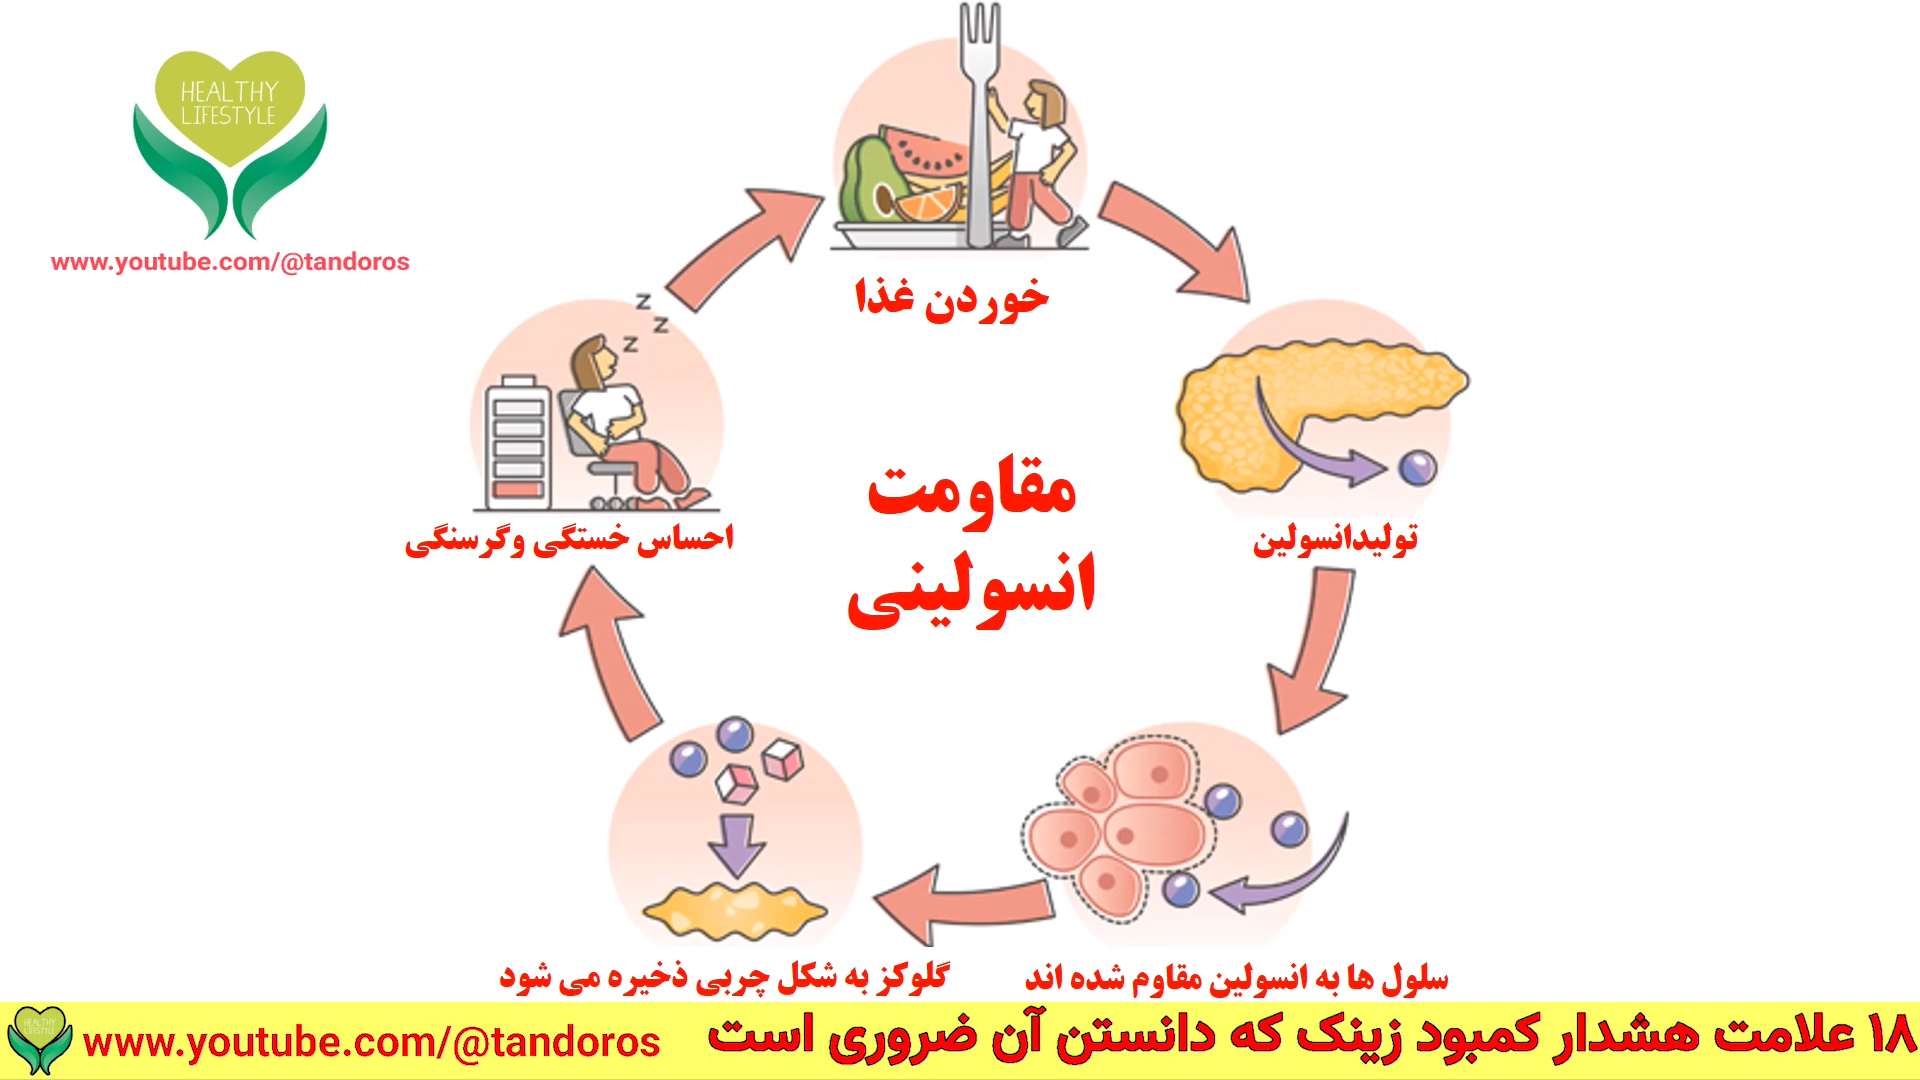 HEALTHY
LIFESTYLE
www.youtube.com/@tandoros
خوردن غذا
Z
Z
Z
تولیدانسولین
احساس خستگی وگرسنگی
مقاومت
انسولینی
سلول ها به انسولین مقاوم شده اند
گلوکز به شکل چربی ذخیره می شود
۱۸ علامت هشدار کمبود زینک که دانستن آن ضروری است
HEALTHY
LIFESTYLE
www.youtube.com/@tandoros